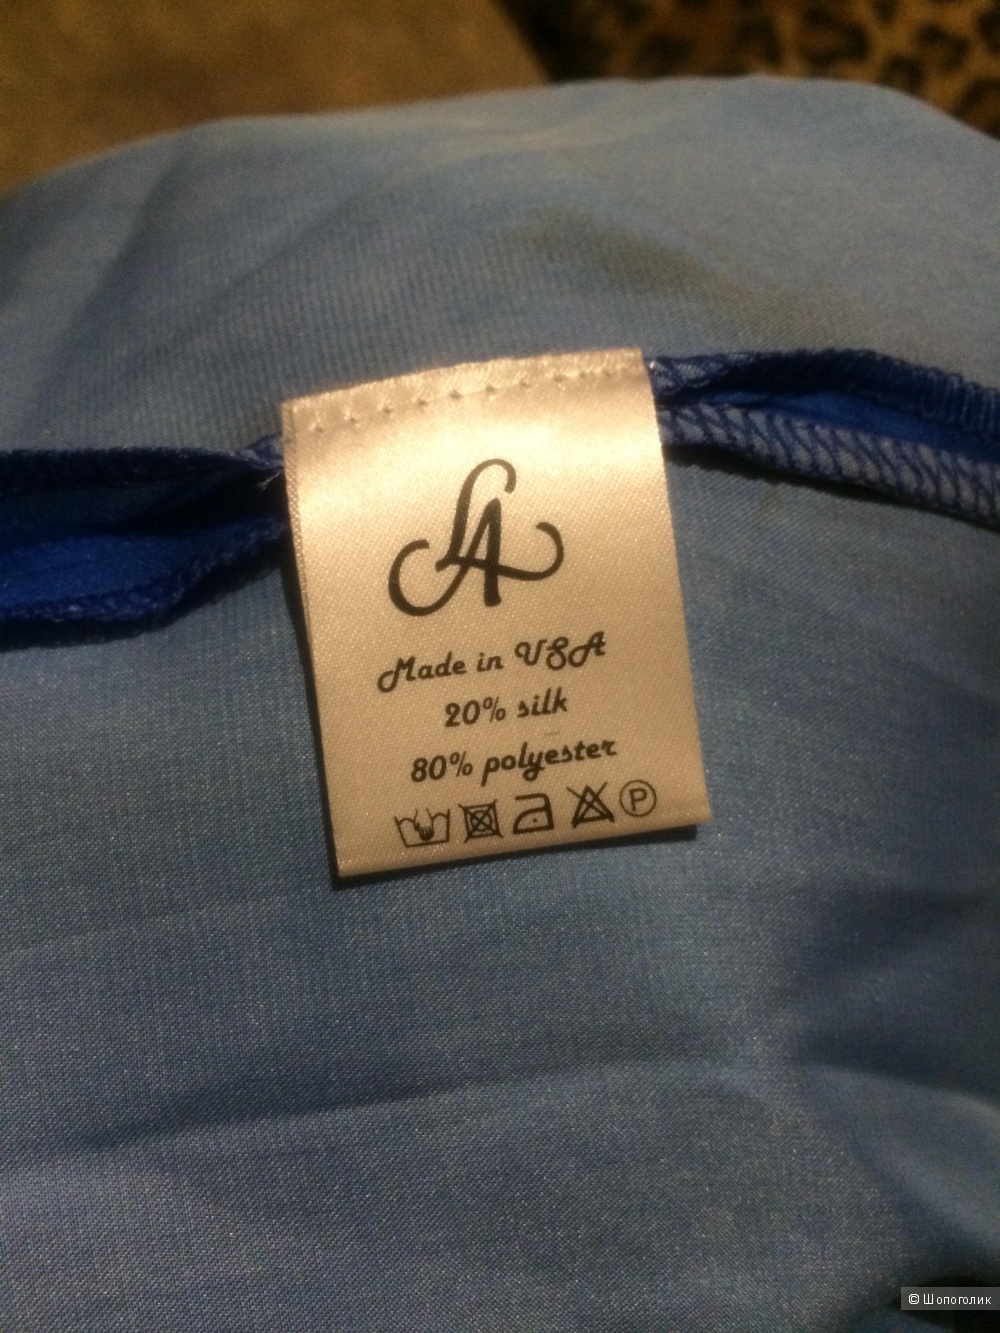 LA
Made in USA
20% silk
80% polyester
P
© Шопоголик